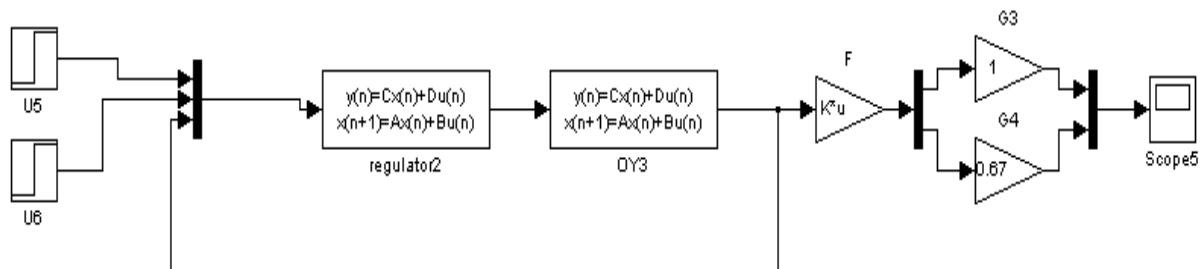 U5
U6
y(n)=Cx(n)+Du(n)
x(n+1)=Ax(n)+Bu(n)
regulator2
y(n)=Cx(n)+Du(n)
x(n+1)=Ax(n)+Bu(n)
OY3
F
K*u
G3
1
G4
0.67
Scope5